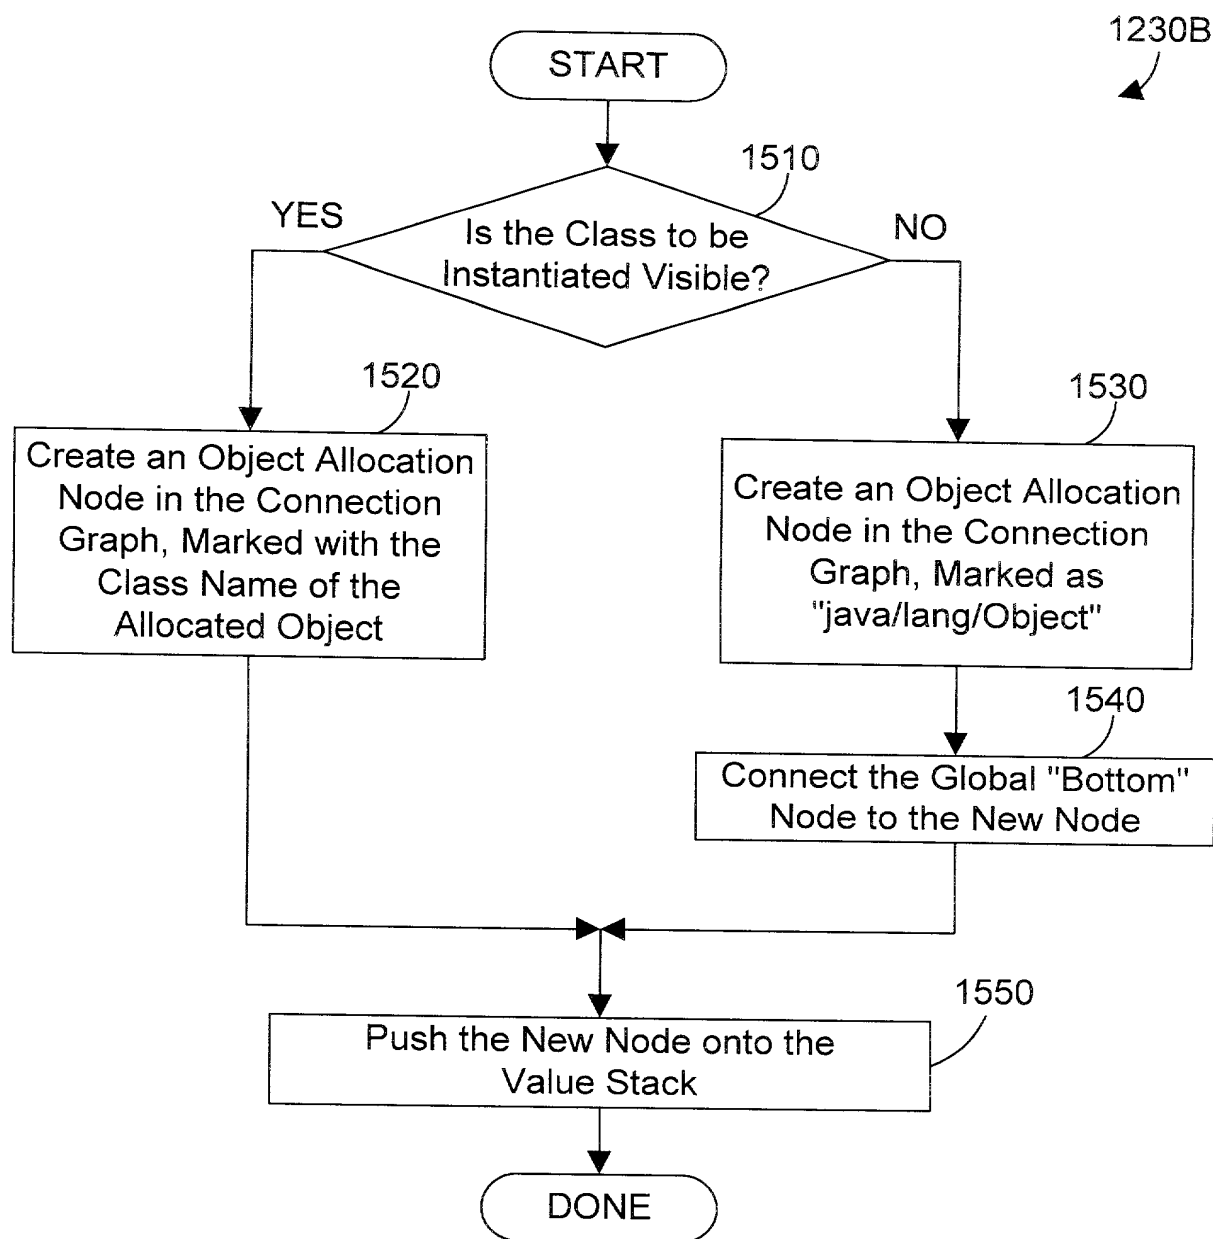 1230B
START
1510
YES
NO
Is the Class to be
Instantiated Visible?
1520
Create an Object Allocation
Node in the Connection
Graph, Marked with the
Class Name of the
Allocated Object
1530
Create an Object Allocation
Node in the Connection
Graph, Marked as
"java/lang/Object"
1540
Connect the Global "Bottom"
Node to the New Node
1550
Push the New Node onto the
Value Stack
DONE